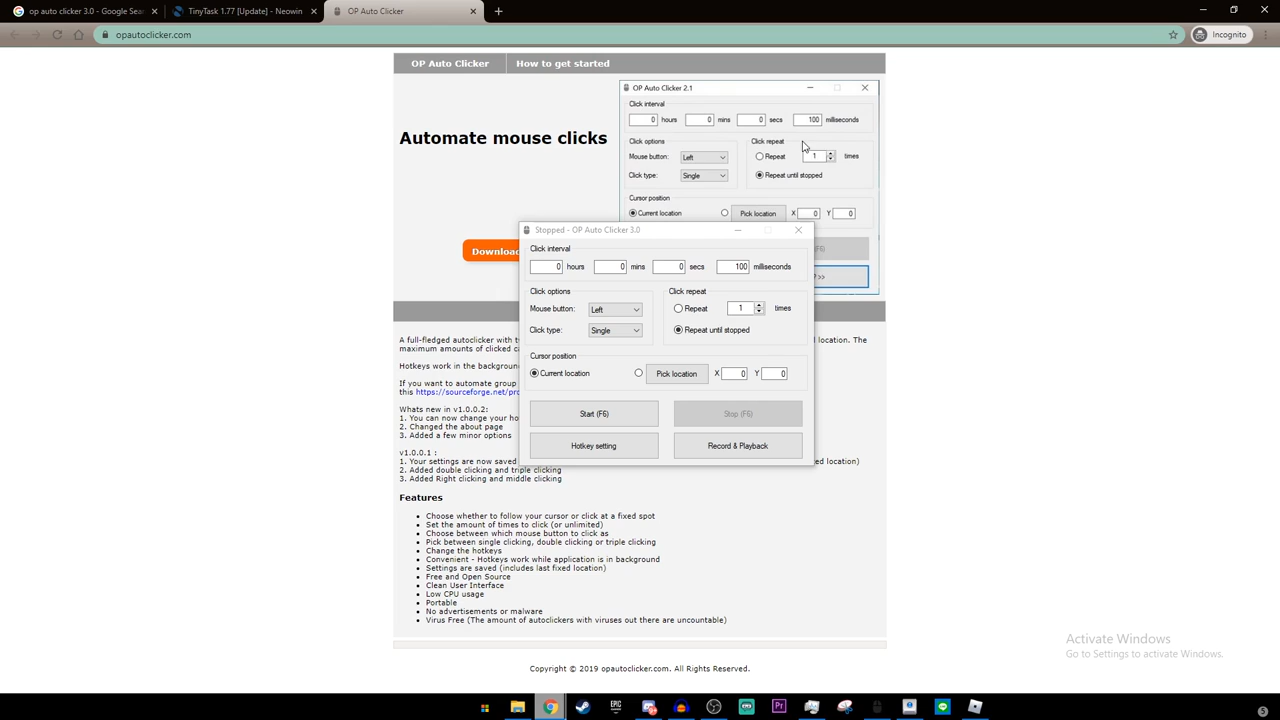 op auto clicker 3.0 - Google Sea
TinyTask 1.77 [Update] - Neowin
OP Auto Clicker
opautoclicker.com
Incognito
OP Auto Clicker
How to get started
Automate mouse clicks
OP Auto Clicker 2.1
Click interval
0 hours 0 mins 0 secs 100 milliseconds
Click options
Click repeat
Mouse button: Left
Repeat 1 times
Click type: Single
Repeat until stopped
Cursor position
Current location
Pick location X 0 Y 0
Download
>>
Stopped - OP Auto Clicker 3.0
Click interval
0 hours 0 mins 0 secs 100 milliseconds
Click options
Click repeat
Mouse button: Left
Repeat 1 times
Click type: Single
Repeat until stopped
Cursor position
Current location
Pick location X 0 Y 0
Start (F6)
Stop (F6)
Hotkey setting
Record & Playback
A full-fledged autoclicker with t
location. The
maximum amounts of clicked c
Hotkeys work in the backgroun
If you want to automate group
this https://sourceforge.net/pro
Whats new in v1.0.0.2:
1. You can now change your ho
2. Changed the about page
3. Added a few minor options
v1.0.0.1 :
1. Your settings are now saved
ed location)
2. Added double clicking and triple clicking
3. Added Right clicking and middle clicking
Features
Choose whether to follow your cursor or click at a fixed spot
Set the amount of times to click (or unlimited)
Choose between which mouse button to click as
Pick between single clicking, double clicking or triple clicking
Change the hotkeys
Convenient - Hotkeys work while application is in background
Settings are saved (includes last fixed location)
Free and Open Source
Clean User Interface
Low CPU usage
Portable
No advertisements or malware
Virus Free (The amount of autoclickers with viruses out there are uncountable)
Copyright © 2019 opautoclicker.com. All Rights Reserved.
Activate Windows
Go to Settings to activate Windows.
EPIC
Pr
5